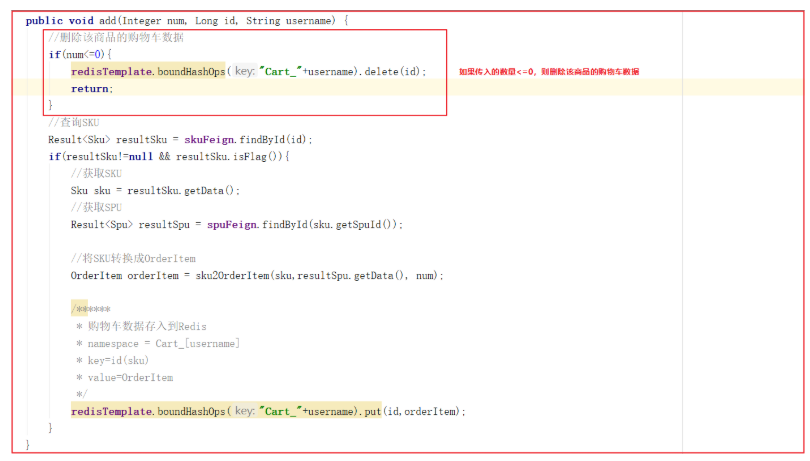 public void add(Integer num, Long id, String username) {
//删除该商品的购物车数据
if(num<=0){
redisTemplate.boundHashOps( key: "Cart_"+username).delete(id); 如果传入的数量<=0，则删除该商品的购物车数据
return;
}
//查询SKU
Result<Sku> resultSku = skuFeign.findById(id);
if(resultSku!=null && resultSku.isFlag()){
//获取SKU
Sku sku = resultSku.getData();
//获取SPU
Result<Spu> resultSpu = spuFeign.findById(sku.getSpuId());
//将SKU转换成OrderItem
OrderItem orderItem = sku2OrderItem(sku,resultSpu.getData(), num);
/******
* 购物车数据存入到Redis
* namespace = Cart_[username]
* key=id(sku)
* value=OrderItem
*/
redisTemplate.boundHashOps( key: "Cart_"+username).put(id,orderItem);
}
}